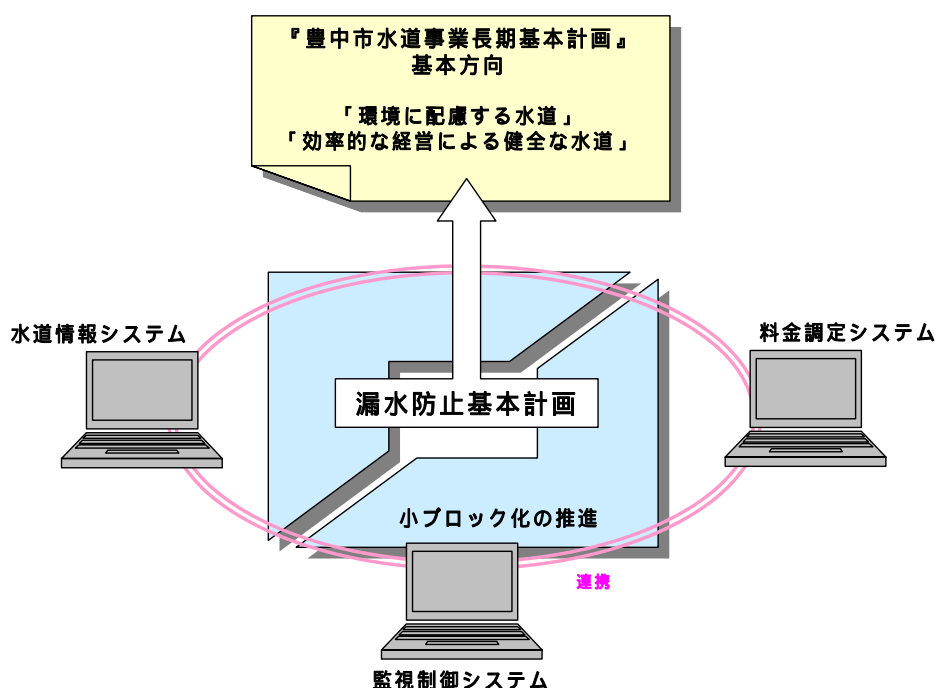 『豊中市水道事業長期基本計画』
基本方向
「環境に配慮する水道」
「効率的な経営による健全な水道」
水道情報システム
料金調定システム
漏水防止基本計画
小ブロック化の推進
連携
監視制御システム